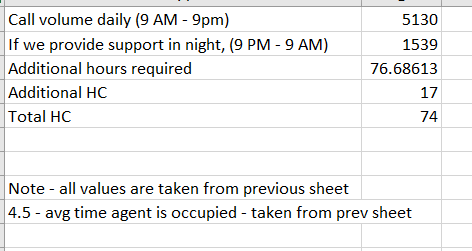 Call volume daily (9 AM - 9pm) 5130
If we provide support in night, (9 PM - 9 AM) 1539
Additional hours required 76.68613
Additional HC 17
Total HC 74
Note - all values are taken from previous sheet
4.5 - avg time agent is occupied - taken from prev sheet